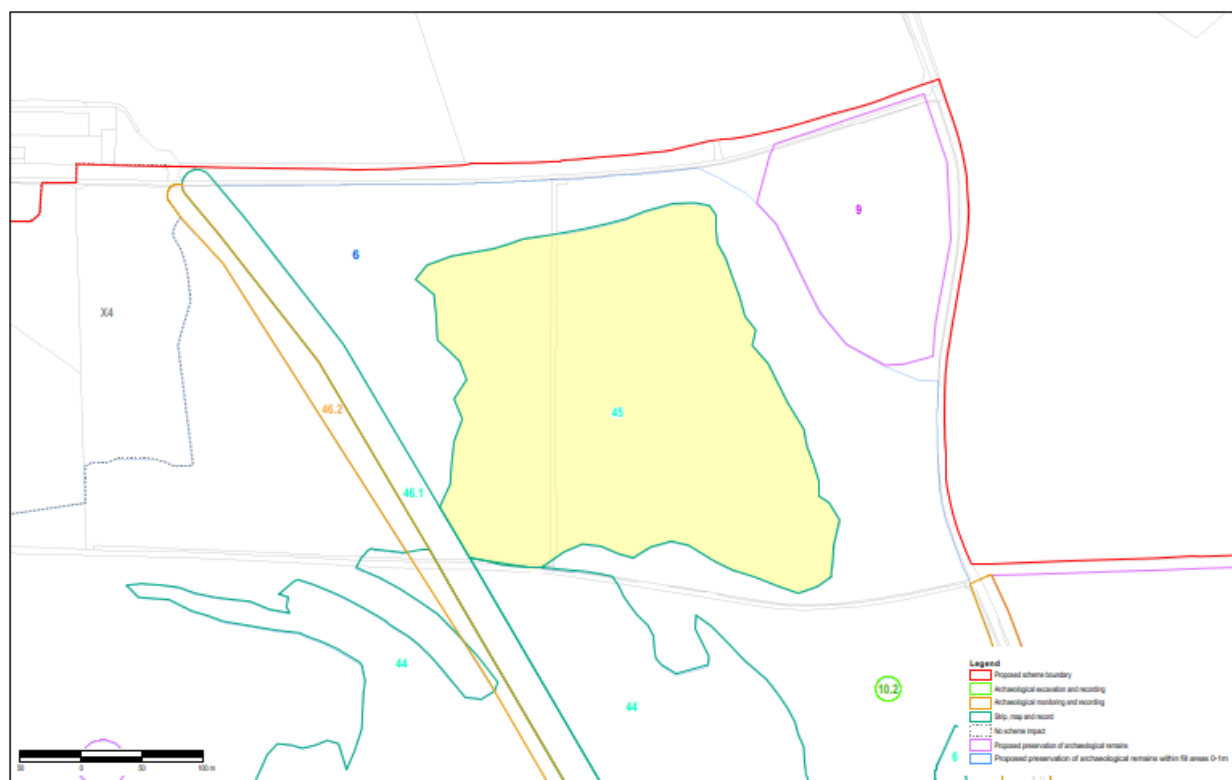 9
6
X4
46.2
45
46.1
44
44
10.2
6
Legend
Proposed scheme boundary
Archaeological excavation and recording
Archaeological monitoring and recording
Strip, map and record
No scheme impact
Proposed preservation of archaeological remains
Proposed preservation of archaeological remains within fill areas 0-1m
50 0 50 100 m